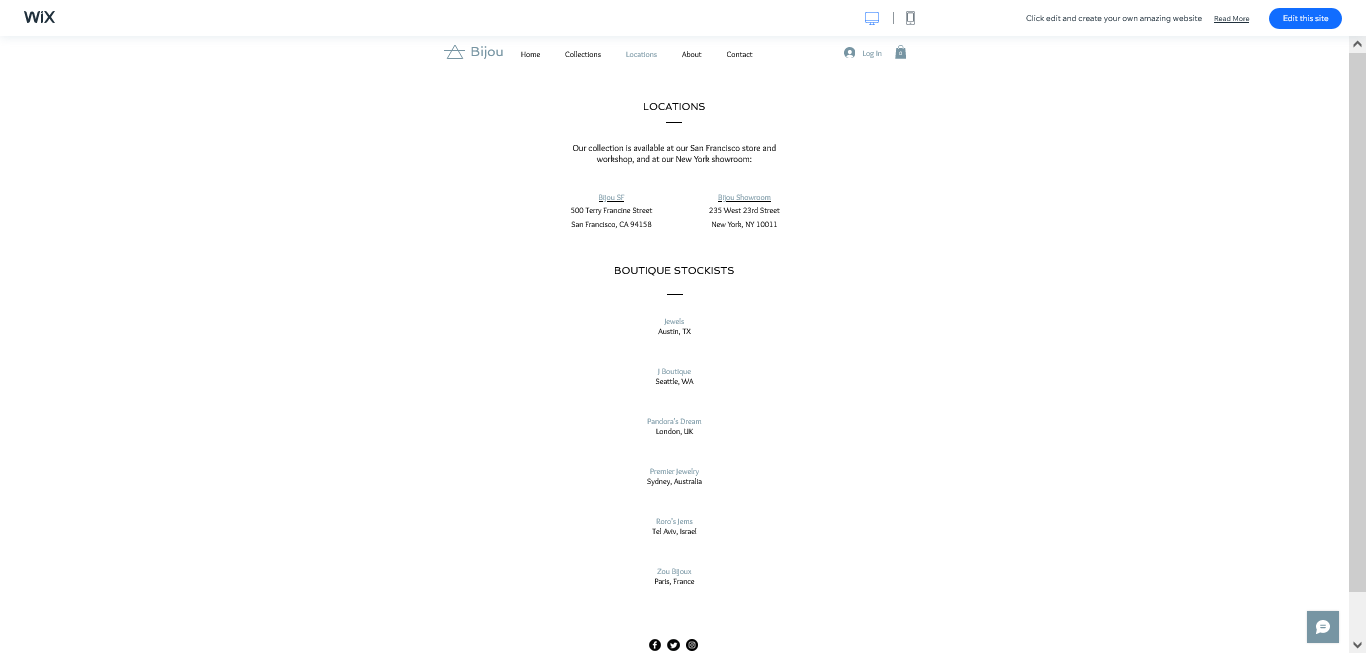 WiX
Click edit and create your own amazing website Read More Edit this site
Bijou Home Collections Locations About Contact Log In 0
LOCATIONS
Our collection is available at our San Francisco store and
workshop, and at our New York showroom:
Bijou SF
500 Terry Francine Street
San Francisco, CA 94158
Bijou Showroom
235 West 23rd Street
New York, NY 10011
BOUTIQUE STOCKISTS
Jewels
Austin, TX
J Boutique
Seattle, WA
Pandora's Dream
London, UK
PremierJewelry
Sydney, Australia
Roro's Jems
Tel Aviv, Israel
Zou Bijoux
Paris, France